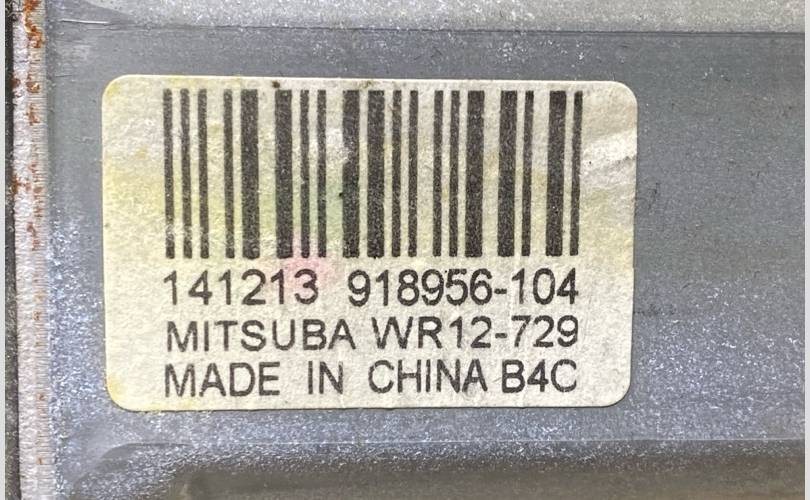 141213 918956-104
MITSUBA WR12-729
MADE IN CHINA B4C